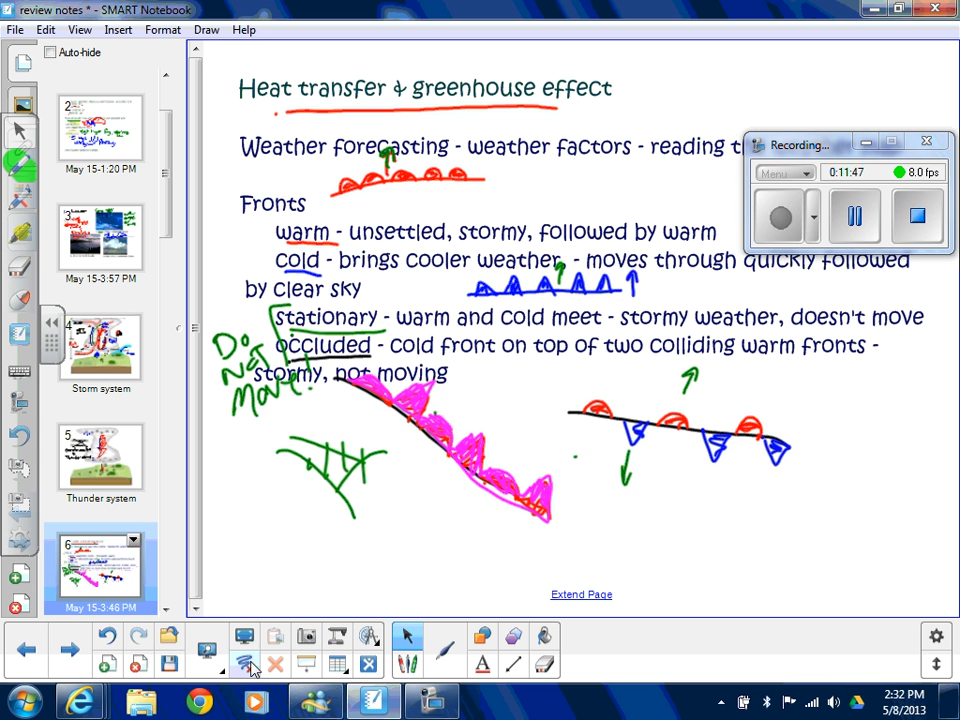 review notes * - SMART Notebook
File Edit View Insert Format Draw Help
Auto-hide
2
May 15-1:20 PM
3
May 15-3:57 PM
4
Storm system
5
Thunder system
6
May 15-3:46 PM
Heat transfer & greenhouse effect
Weather forecasting - weather factors - reading t
Fronts
warm - unsettled, stormy, followed by warm
cold - brings cooler weather, - moves through quickly followed
by clear sky
stationary - warm and cold meet - stormy weather, doesn't move
occluded - cold front on top of two colliding warm fronts -
stormy, not moving
Do
Not
Move!
Extend Page
Recording...
Menu
0:11:47
8.0 fps
2:32 PM
5/8/2013